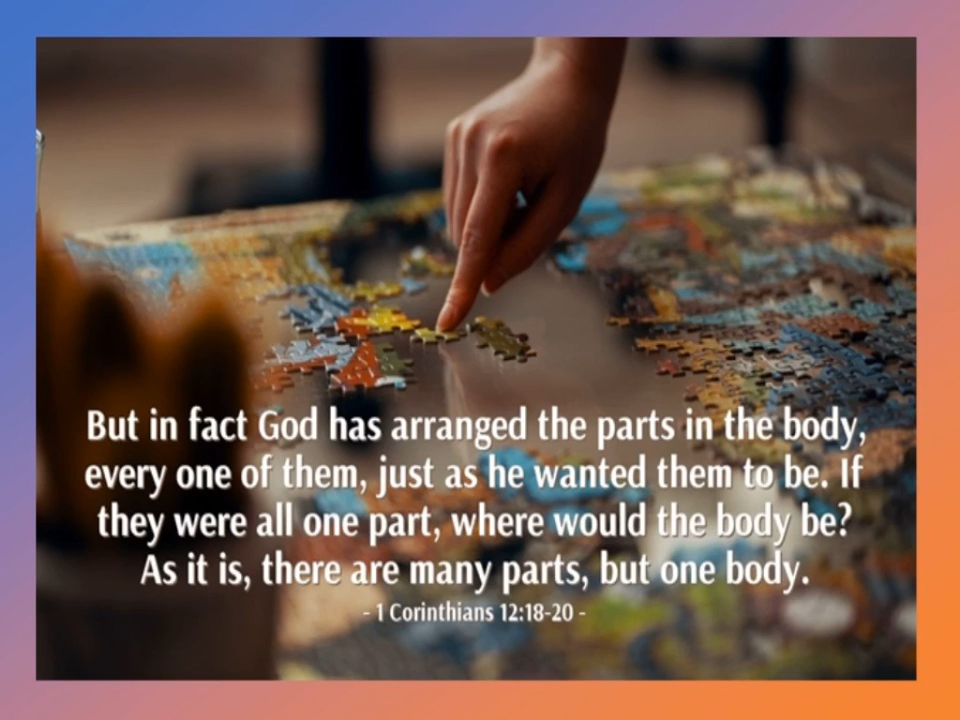 But in fact God has arranged the parts in the body,
every one of them, just as he wanted them to be. If
they were all one part, where would the body be?
As it is, there are many parts, but one body.
- 1 Corinthians 12:18-20 -